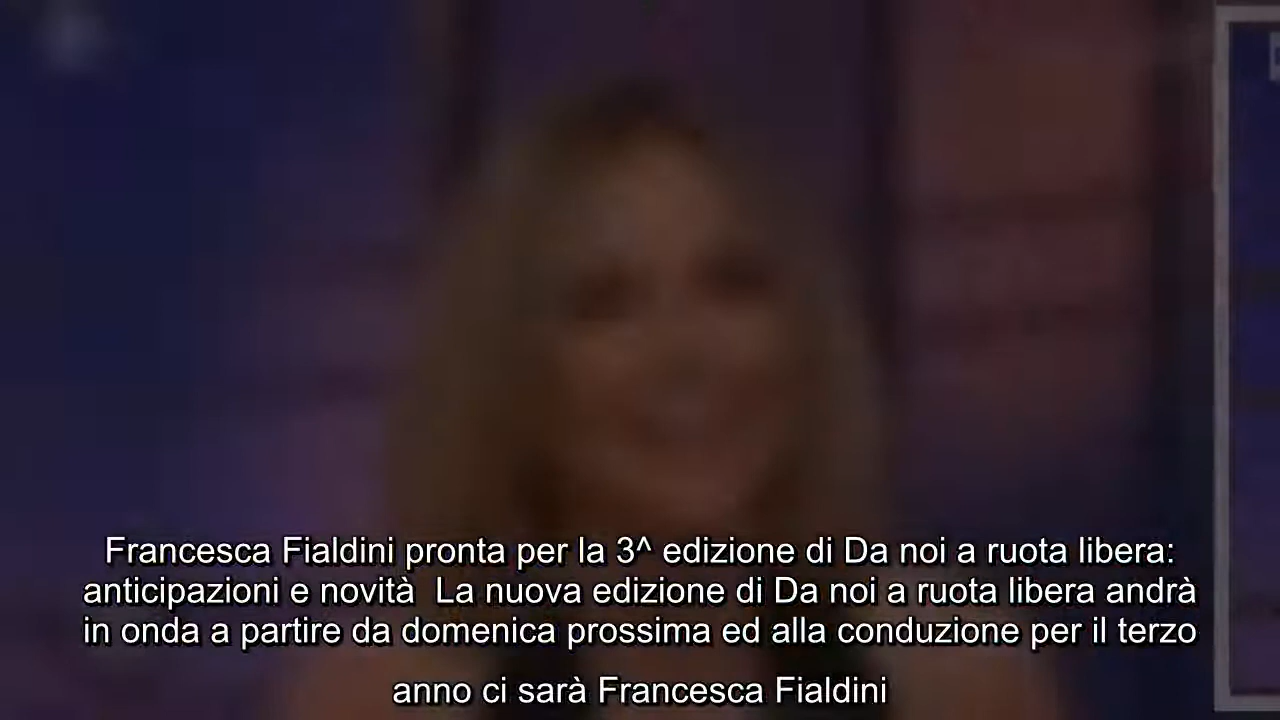 Francesca Fialdini pronta per la 3^ edizione di Da noi a ruota libera:
anticipazioni e novità  La nuova edizione di Da noi a ruota libera andrà
in onda a partire da domenica prossima ed alla conduzione per il terzo
anno ci sarà Francesca Fialdini